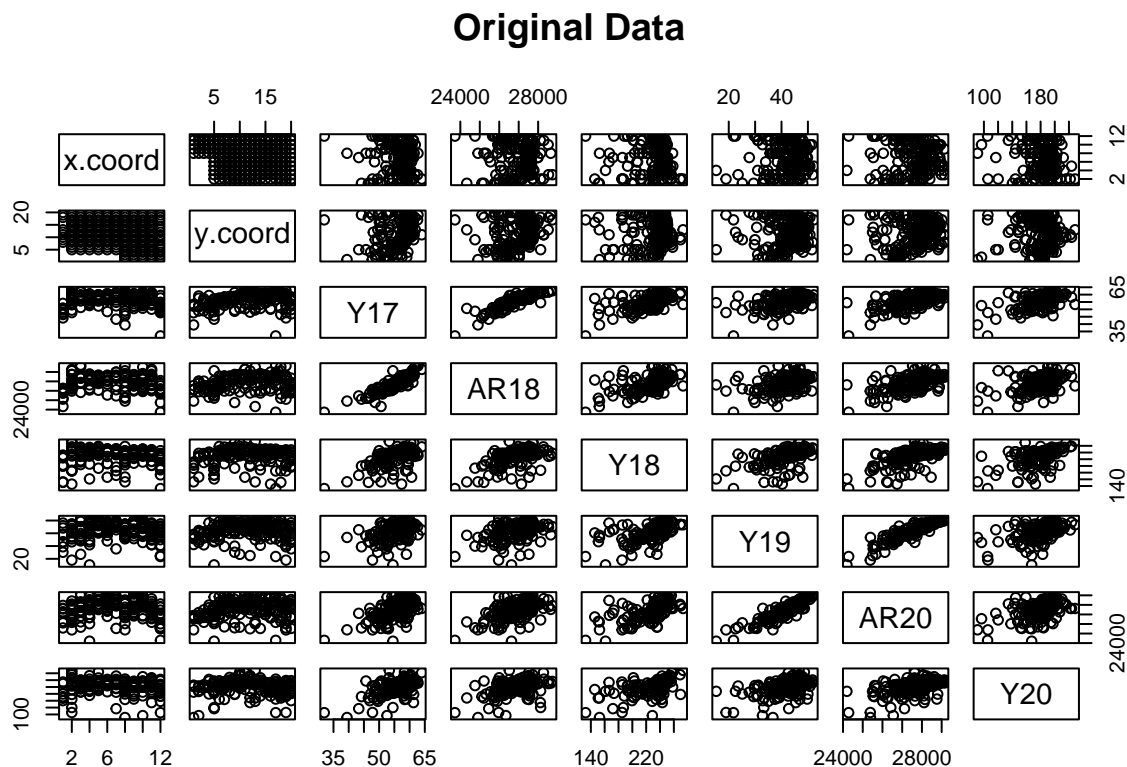 Original Data
5 15
24000 28000
20 40
100 180
x.coord
2 12
5 20
y.coord
Y17
35 65
24000
AR18
Y18
140
20
Y19
AR20
24000
100
Y20
2 6 12
35 50 65
140 220
24000 28000